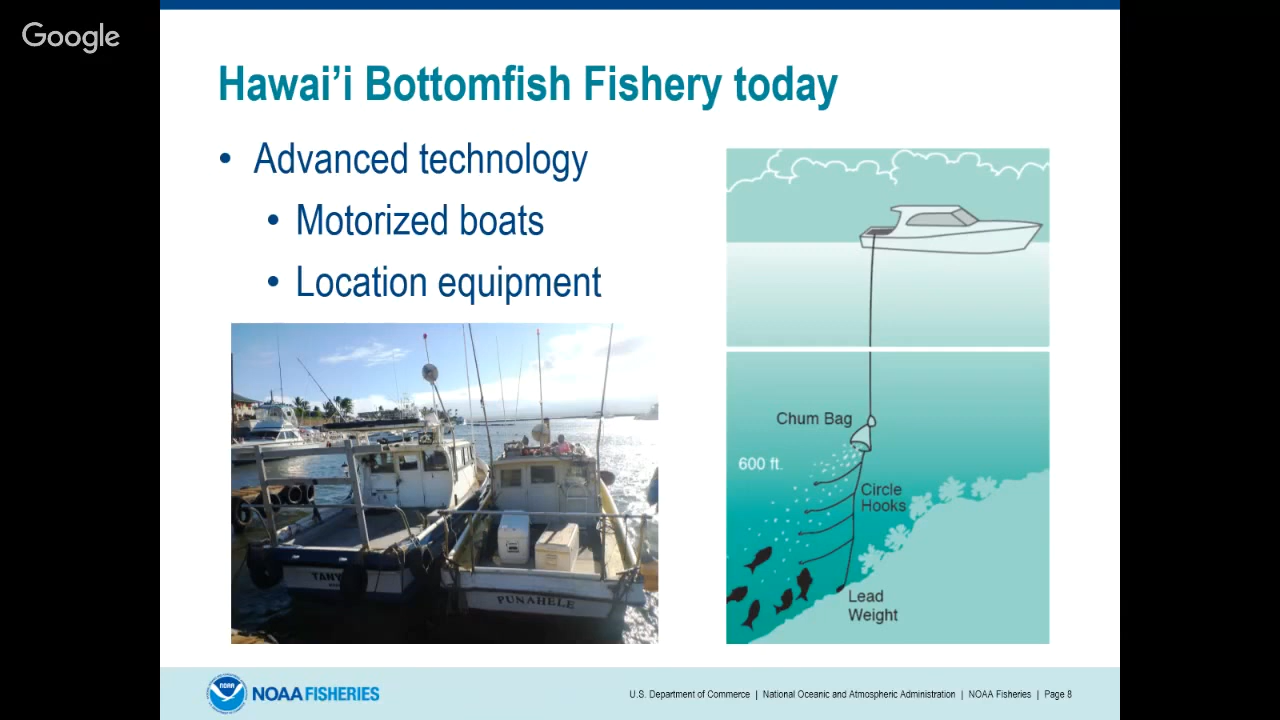 Google
Hawai’i Bottomfish Fishery today
• Advanced technology
• Motorized boats
• Location equipment
PUNAHELE
Chum Bag
600 ft.
Circle
Hooks
Lead
Weight
NOAA
NOAA FISHERIES
U.S. Department of Commerce | National Oceanic and Atmospheric Administration | NOAA Fisheries | Page 8